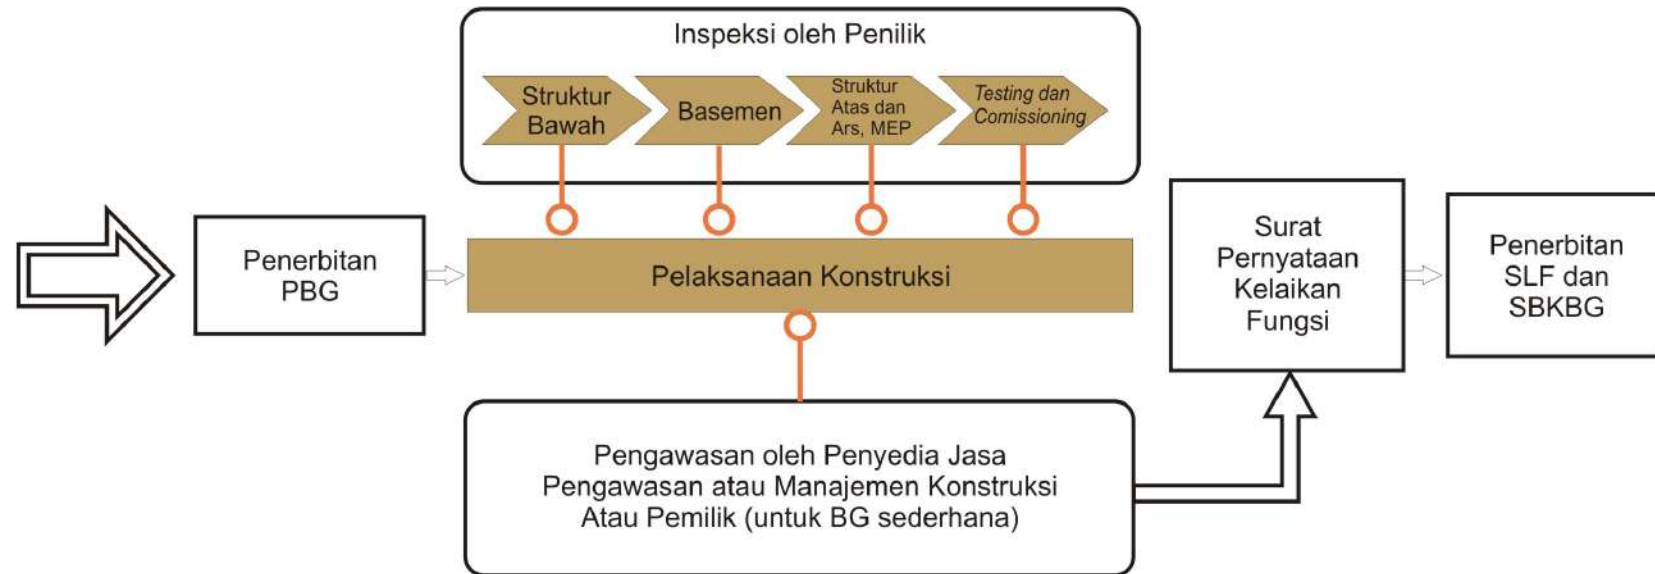 Inspeksi oleh Penilik
Struktur
Bawah
Basemen
Struktur
Atas dan
Ars, MEP
Testing dan
Comissioning
Penerbitan
PBG
Pelaksanaan Konstruksi
Surat
Pernyataan
Kelaikan
Fungsi
Penerbitan
SLF dan
SBKBG
Pengawasan oleh Penyedia Jasa
Pengawasan atau Manajemen Konstruksi
Atau Pemilik (untuk BG sederhana)